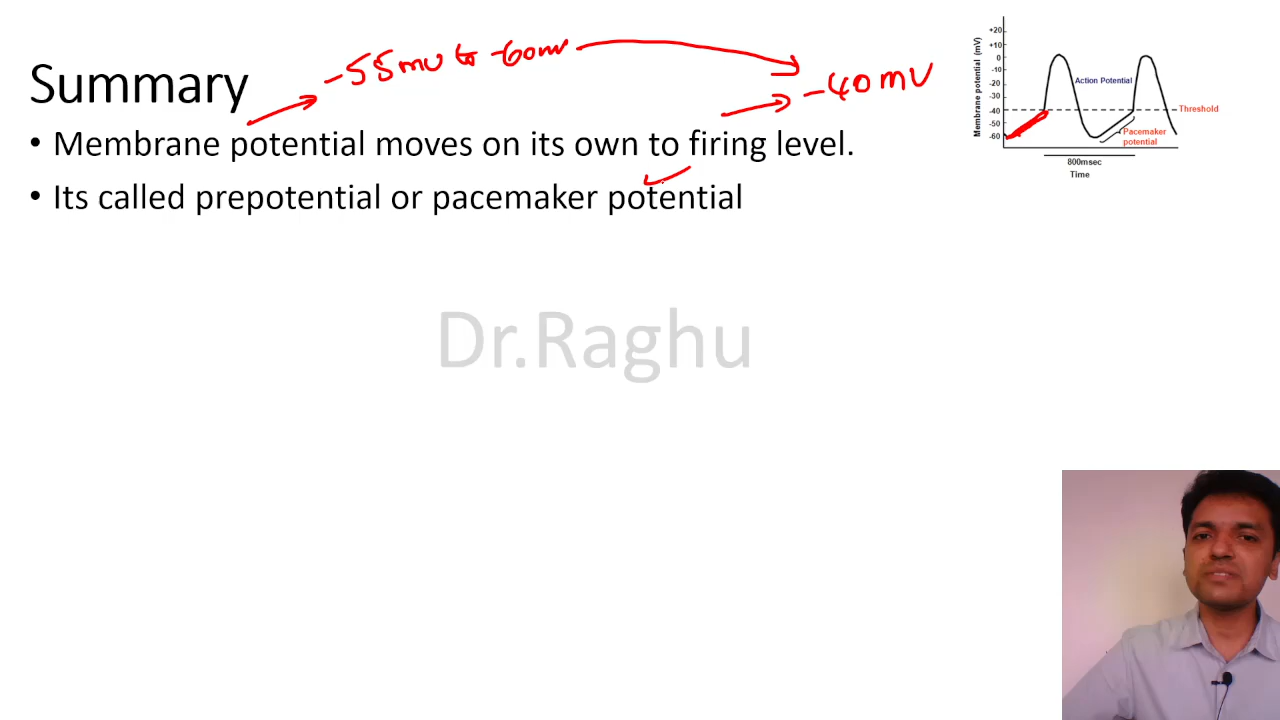 -55mv to -60mv
-40mV
Summary
• Membrane potential moves on its own to firing level.
• Its called prepotential or pacemaker potential
Dr.Raghu
Membrane potential (mV)
+20
+10
0
-10
-20
-30
-40
-50
-60
Action Potential
Threshold
Pacemaker
potential
800msec
Time